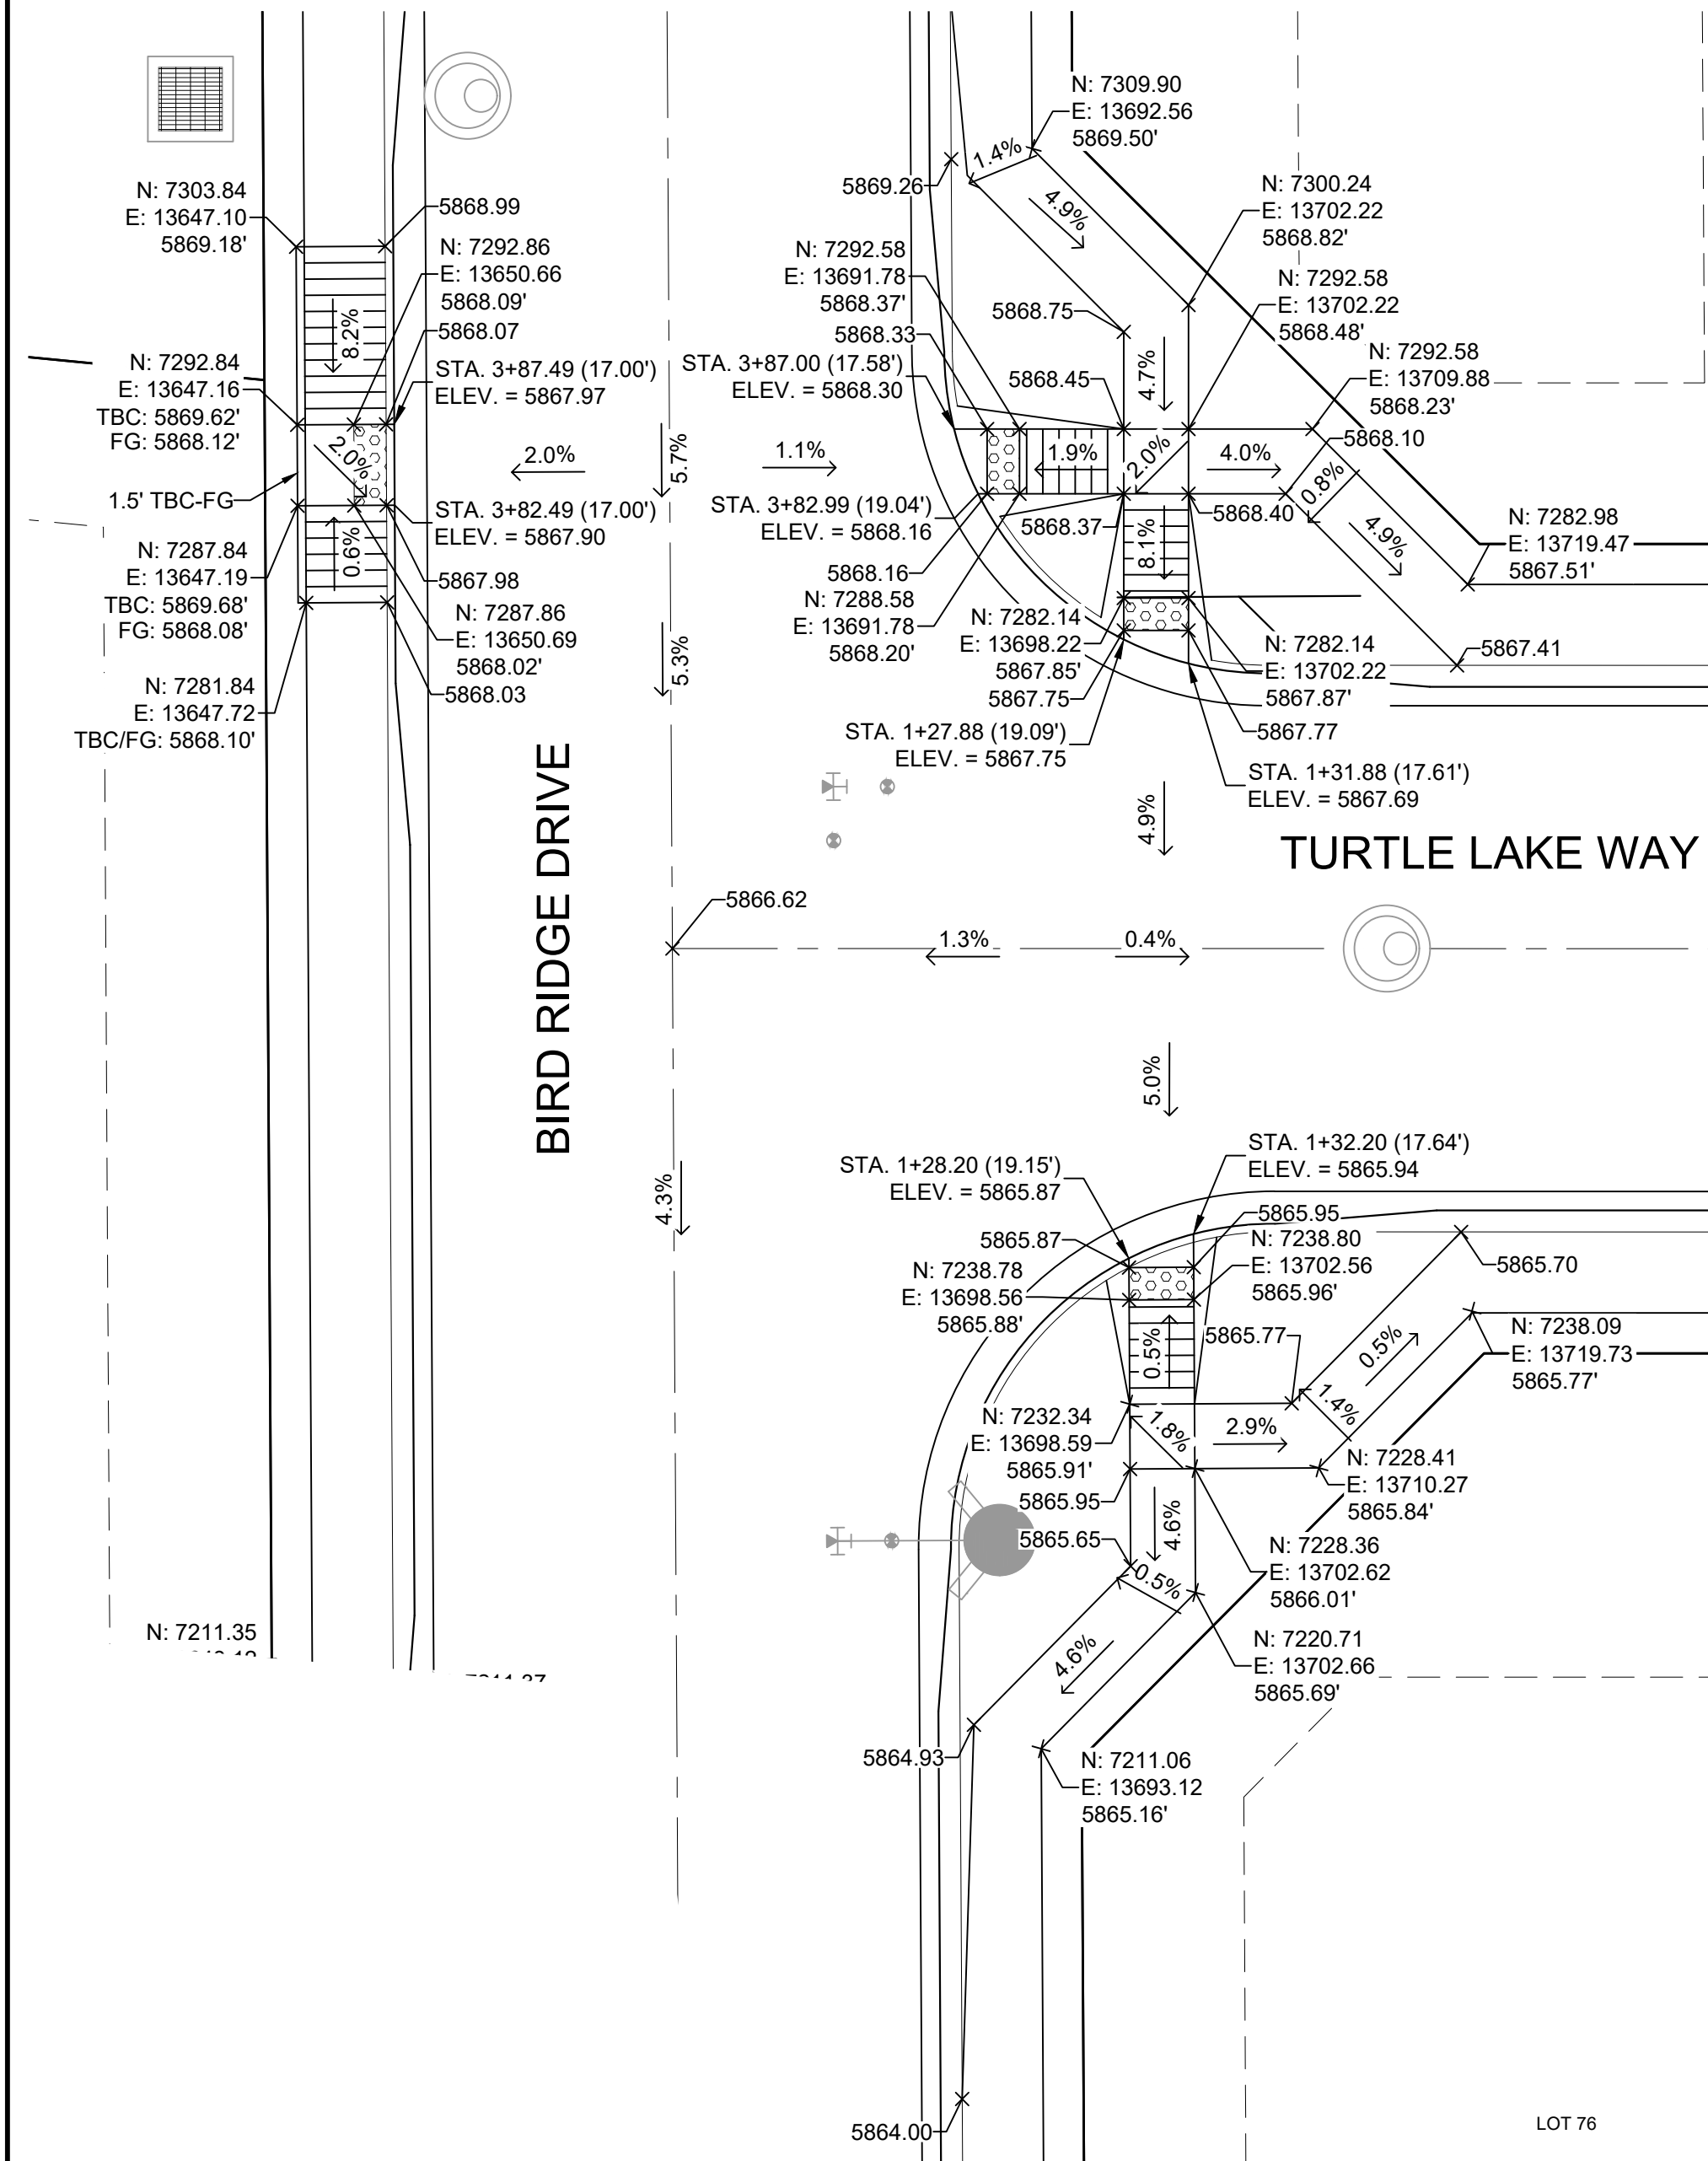 N: 7303.84
E: 13647.10
5869.18'
5868.99
N: 7292.86
E: 13650.66
5868.09'
5868.07
8.2%
N: 7292.84
E: 13647.16
TBC: 5869.62'
FG: 5868.12'
STA. 3+87.49 (17.00')
ELEV. = 5867.97
2.0%
1.5' TBC-FG
STA. 3+82.49 (17.00')
ELEV. = 5867.90
N: 7287.84
E: 13647.19
TBC: 5869.68'
FG: 5868.08'
0.6%
5867.98
N: 7287.86
E: 13650.69
5868.02'
5868.03
N: 7281.84
E: 13647.72
TBC/FG: 5868.10'
2.0%
5.7%
1.1%
5.3%
N: 7309.90
E: 13692.56
5869.50'
1.4%
5869.26
4.9%
N: 7300.24
E: 13702.22
5868.82'
N: 7292.58
E: 13691.78
5868.37'
5868.33
STA. 3+87.00 (17.58')
ELEV. = 5868.30
5868.75
N: 7292.58
E: 13702.22
5868.48'
N: 7292.58
E: 13709.88
5868.23'
4.7%
5868.45
5868.10
1.9%
2.0%
4.0%
0.8%
4.9%
STA. 3+82.99 (19.04')
ELEV. = 5868.16
5868.37
5868.40
8.1%
N: 7282.98
E: 13719.47
5867.51'
5868.16
N: 7288.58
E: 13691.78
5868.20'
N: 7282.14
E: 13698.22
5867.85'
5867.75
N: 7282.14
E: 13702.22
5867.87'
5867.41
5867.77
STA. 1+27.88 (19.09')
ELEV. = 5867.75
STA. 1+31.88 (17.61')
ELEV. = 5867.69
4.9%
BIRD RIDGE DRIVE
TURTLE LAKE WAY
5866.62
1.3%
0.4%
5.0%
4.3%
STA. 1+28.20 (19.15')
ELEV. = 5865.87
STA. 1+32.20 (17.64')
ELEV. = 5865.94
5865.87
5865.95
N: 7238.80
E: 13702.56
5865.96'
5865.70
N: 7238.78
E: 13698.56
5865.88'
0.5%
5865.77
0.5%
N: 7238.09
E: 13719.73
5865.77'
1.4%
N: 7232.34
E: 13698.59
5865.91'
1.8%
2.9%
N: 7228.41
E: 13710.27
5865.84'
5865.95
5865.65
4.6%
0.5%
N: 7228.36
E: 13702.62
5866.01'
4.6%
N: 7220.71
E: 13702.66
5865.69'
N: 7211.35
5864.93
N: 7211.06
E: 13693.12
5865.16'
5864.00
LOT 76